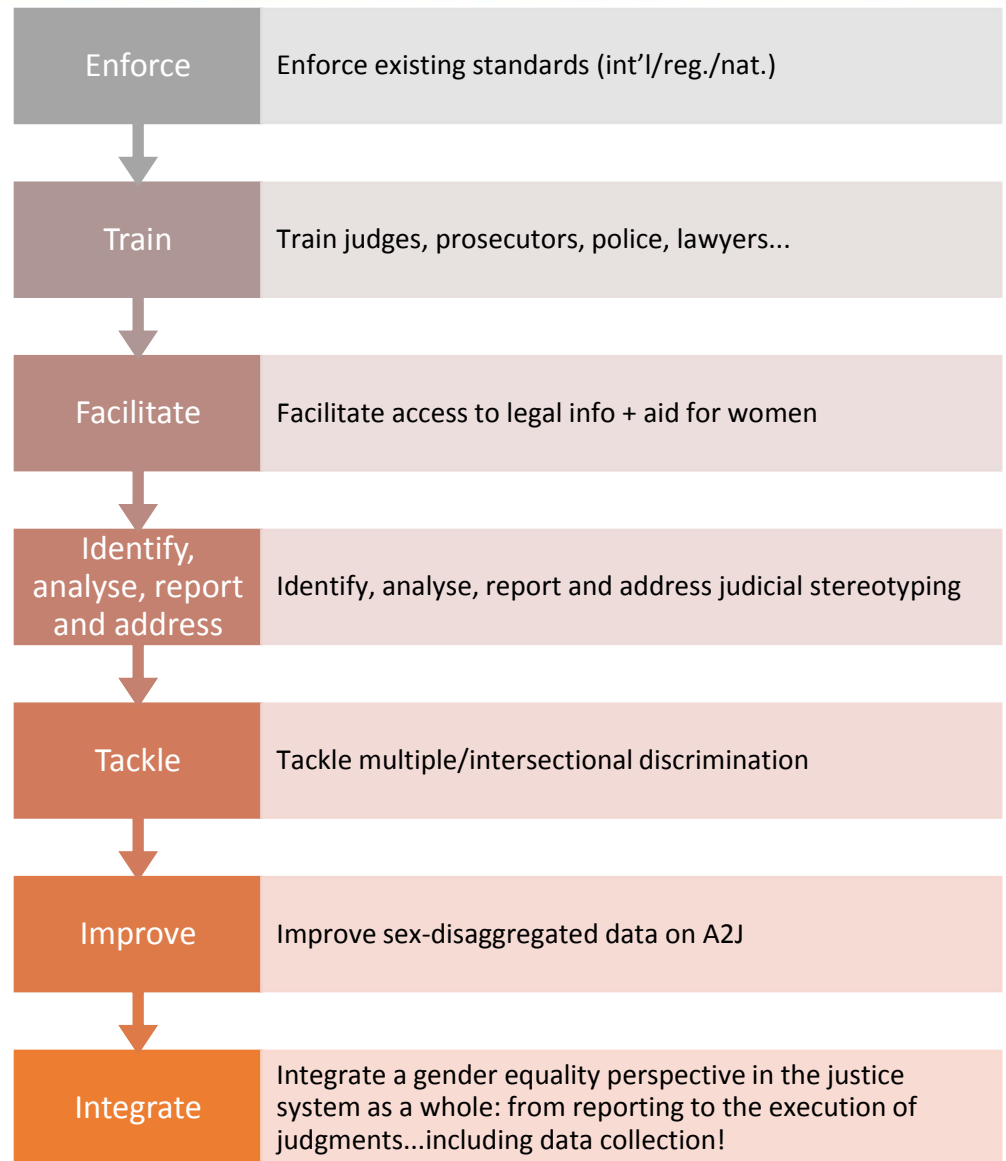 Enforce
Enforce existing standards (int’l/reg./nat.)
Train
Train judges, prosecutors, police, lawyers...
Facilitate
Facilitate access to legal info + aid for women
Identify,
analyse, report
and address
Identify, analyse, report and address judicial stereotyping
Tackle
Tackle multiple/intersectional discrimination
Improve
Improve sex-disaggregated data on A2J
Integrate
Integrate a gender equality perspective in the justice
system as a whole: from reporting to the execution of
judgments...including data collection!